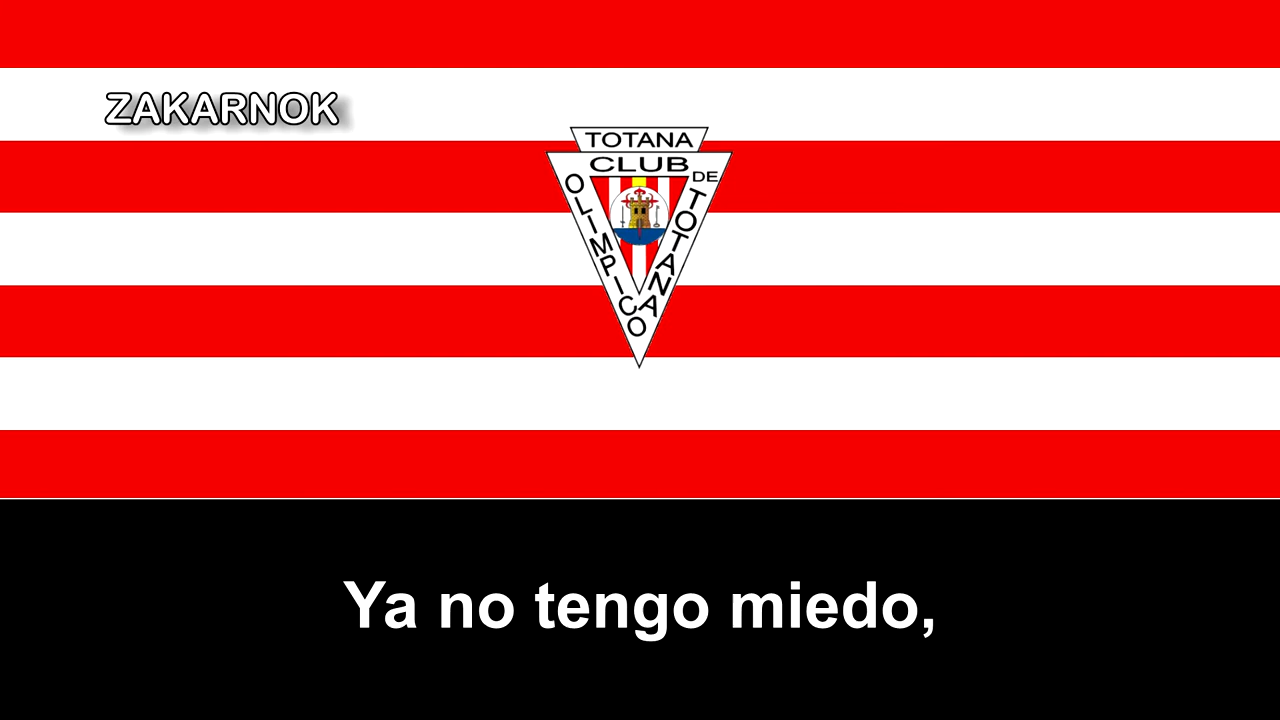 ZAKARNOK
TOTANA
CLUB
OLIMPICO
DE TOTANA
Ya no tengo miedo,